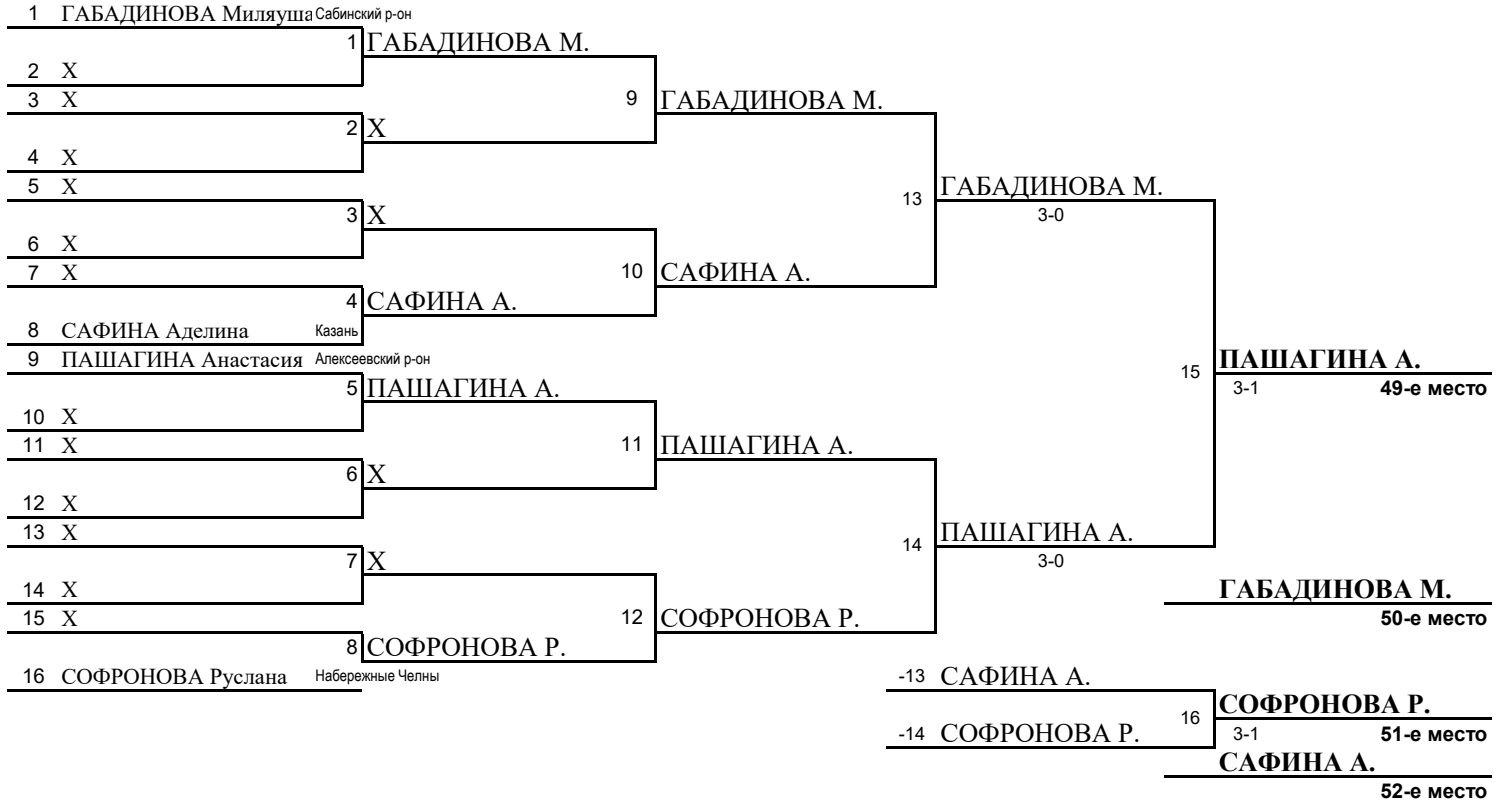 1 ГАБАДИНОВА Миляуша Сабинский р-он
1 ГАБАДИНОВА М.
2 X
3 X 9 ГАБАДИНОВА М.
2 X
4 X
5 X 13 ГАБАДИНОВА М.
3 X 3-0
6 X
7 X 10 САФИНА А.
4 САФИНА А.
8 САФИНА Аделина Казань
9 ПАШАГИНА Анастасия Алексеевский р-он 15 ПАШАГИНА А.
5 ПАШАГИНА А. 3-1 49-е место
10 X
11 X 11 ПАШАГИНА А.
6 X
12 X
13 X 14 ПАШАГИНА А.
7 X 3-0
14 X ГАБАДИНОВА М.
15 X 12 СОФРОНОВА Р. 50-е место
8 СОФРОНОВА Р.
16 СОФРОНОВА Руслана Набережные Челны -13 САФИНА А.
16 СОФРОНОВА Р.
-14 СОФРОНОВА Р. 3-1 51-е место
САФИНА А.
52-е место